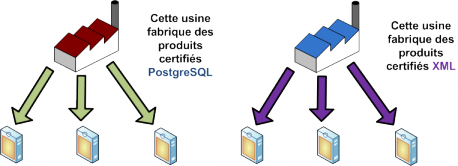 Cette usine
fabrique des
produits
certifiés
PostgreSQL
Cette usine
fabrique des
produits
certifiés XML